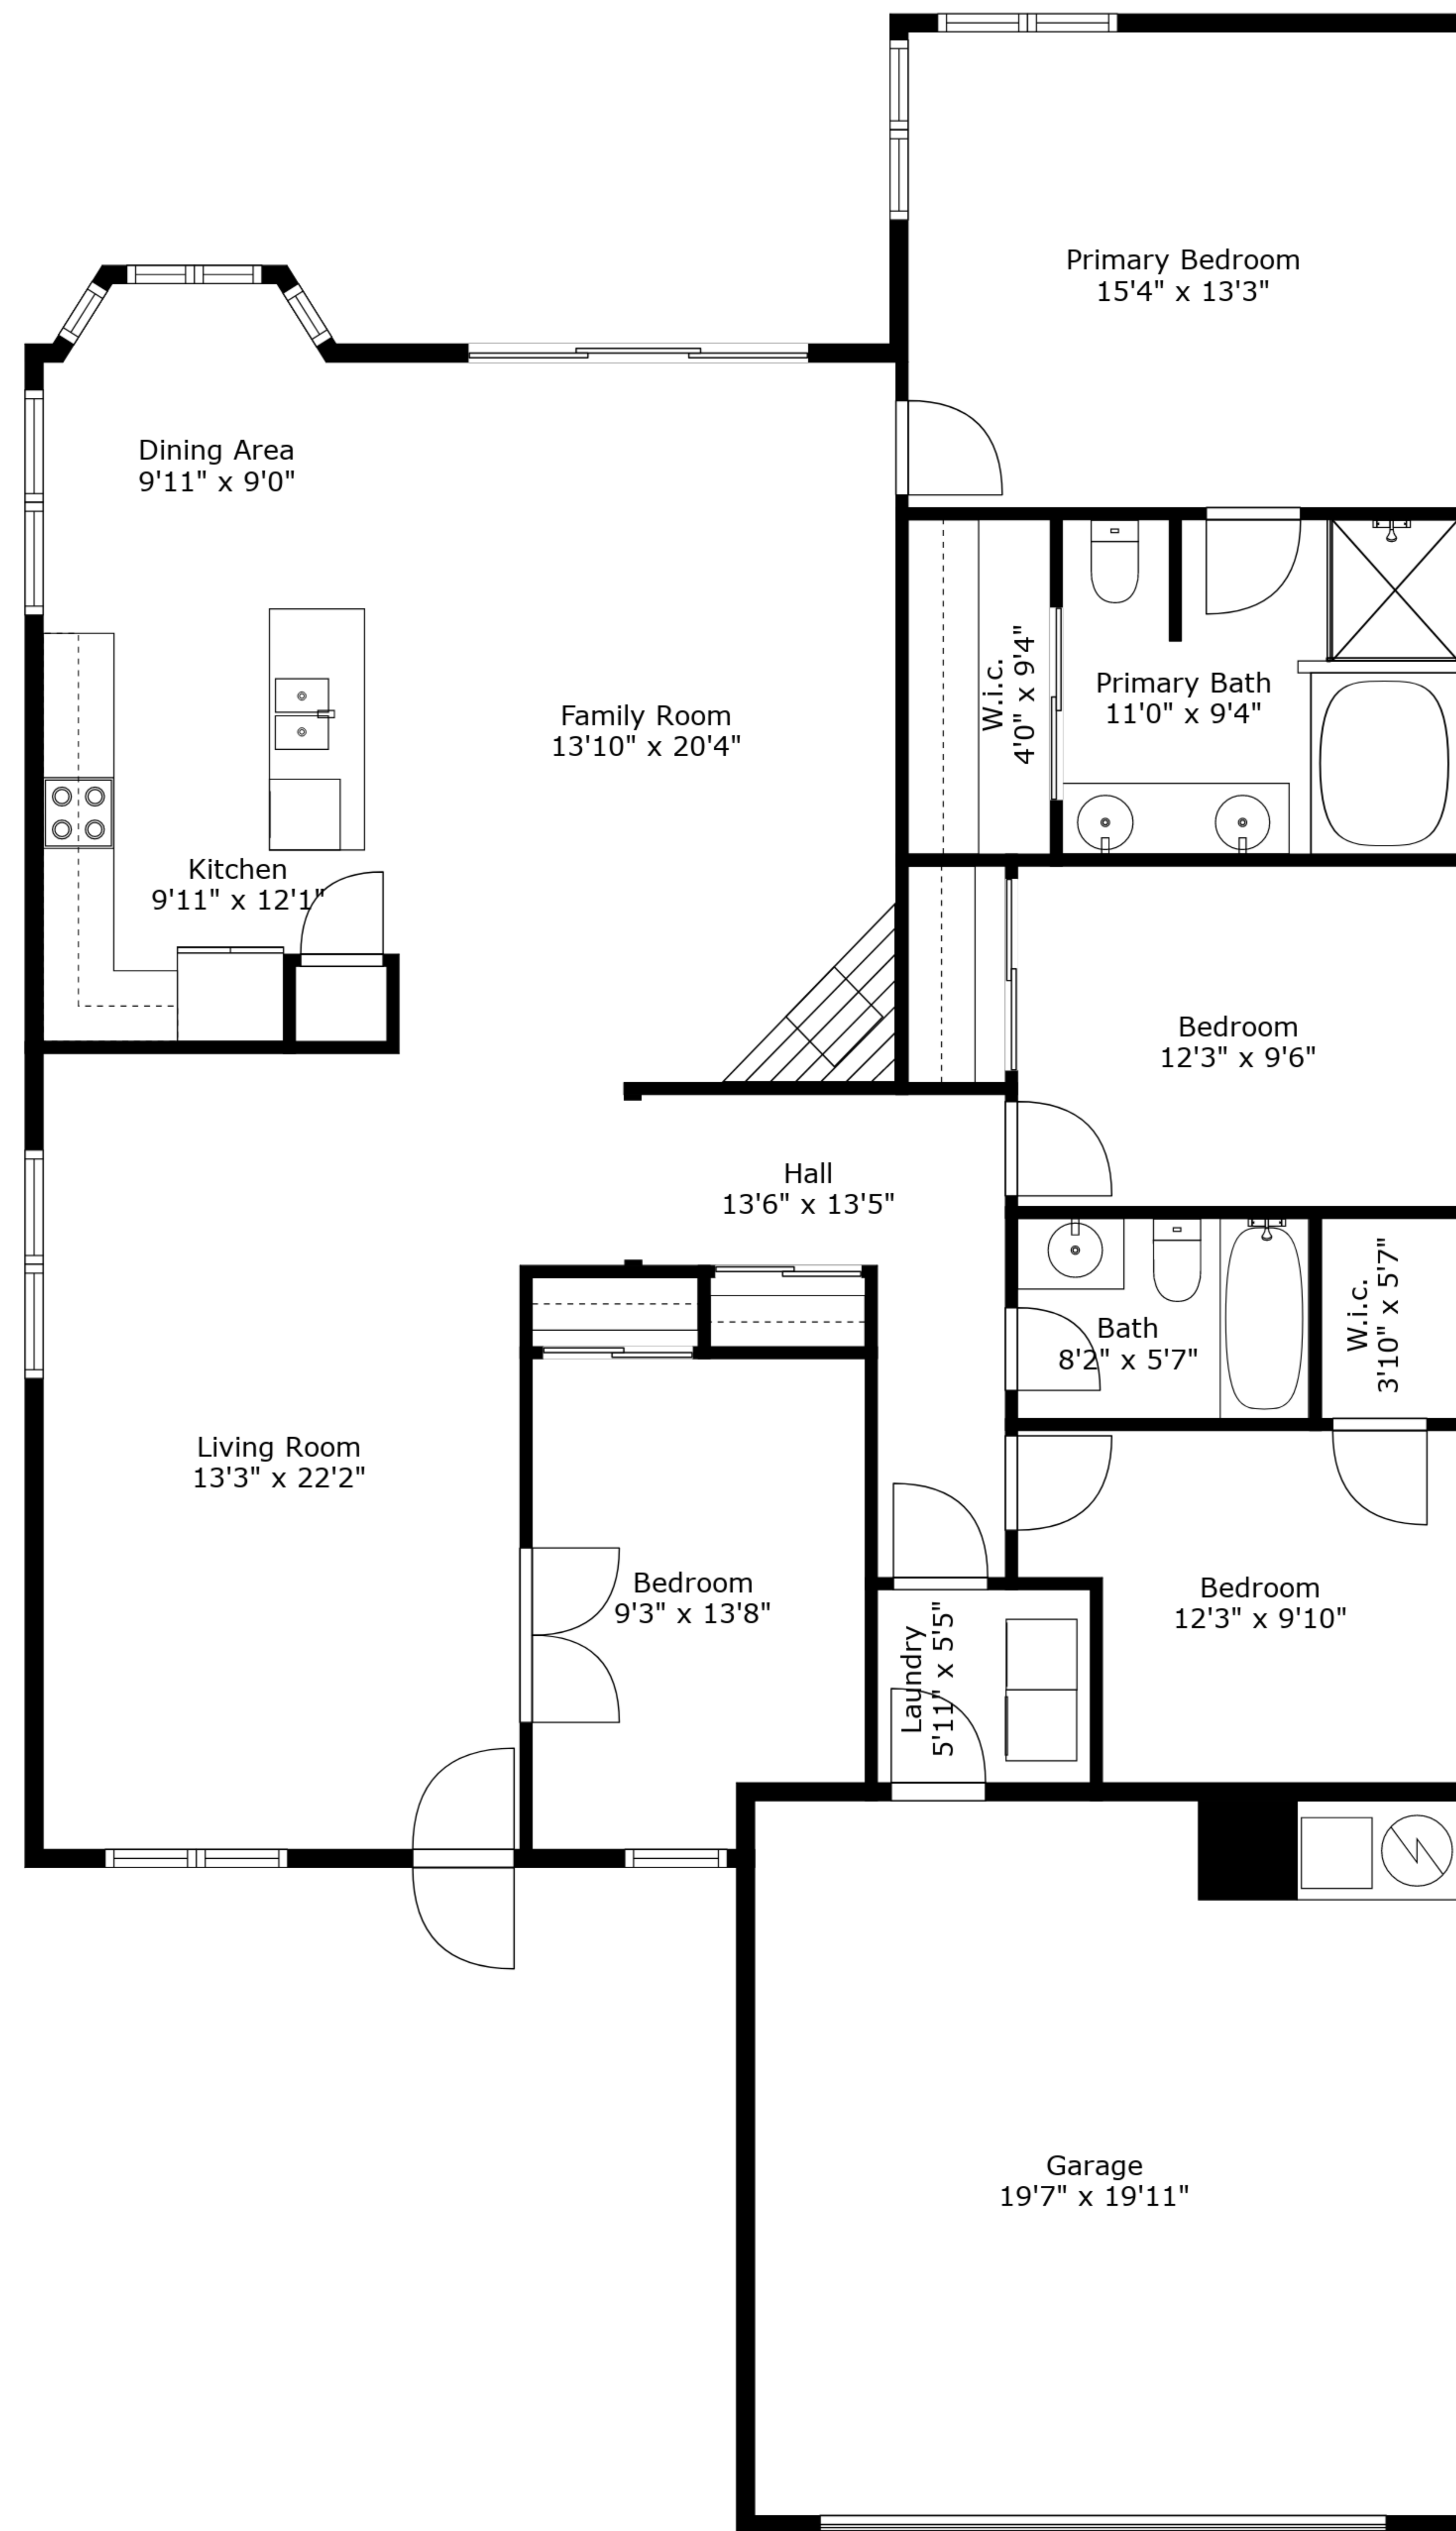 Primary Bedroom
15'4" x 13'3"
Dining Area
9'11" x 9'0"
W.i.c.
4'0" x 9'4"
Primary Bath
11'0" x 9'4"
Family Room
13'10" x 20'4"
Kitchen
9'11" x 12'1"
Bedroom
12'3" x 9'6"
Hall
13'6" x 13'5"
Bath
8'2" x 5'7"
W.i.c.
3'10" x 5'7"
Living Room
13'3" x 22'2"
Bedroom
9'3" x 13'8"
Laundry
5'11" x 5'5"
Bedroom
12'3" x 9'10"
Garage
19'7" x 19'11"